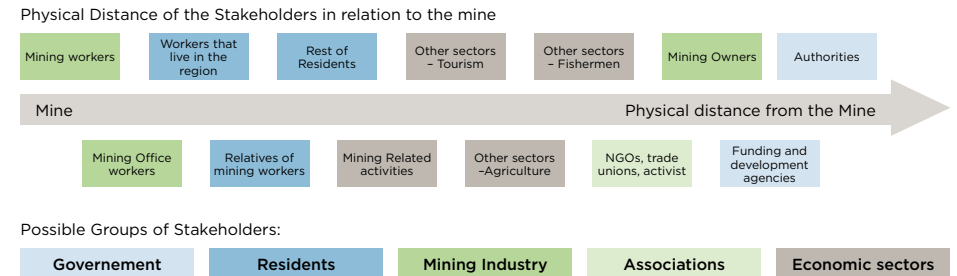 Physical Distance of the Stakeholders in relation to the mine
Mining workers
Workers that
live in the
region
Rest of
Residents
Other sectors
– Tourism
Other sectors
– Fishermen
Mining Owners
Authorities
Mine
Physical distance from the Mine
Mining Office
workers
Relatives of
mining workers
Mining Related
activities
Other sectors
–Agriculture
NGOs, trade
unions, activist
Funding and
development
agencies
Possible Groups of Stakeholders:
Governement
Residents
Mining Industry
Associations
Economic sectors